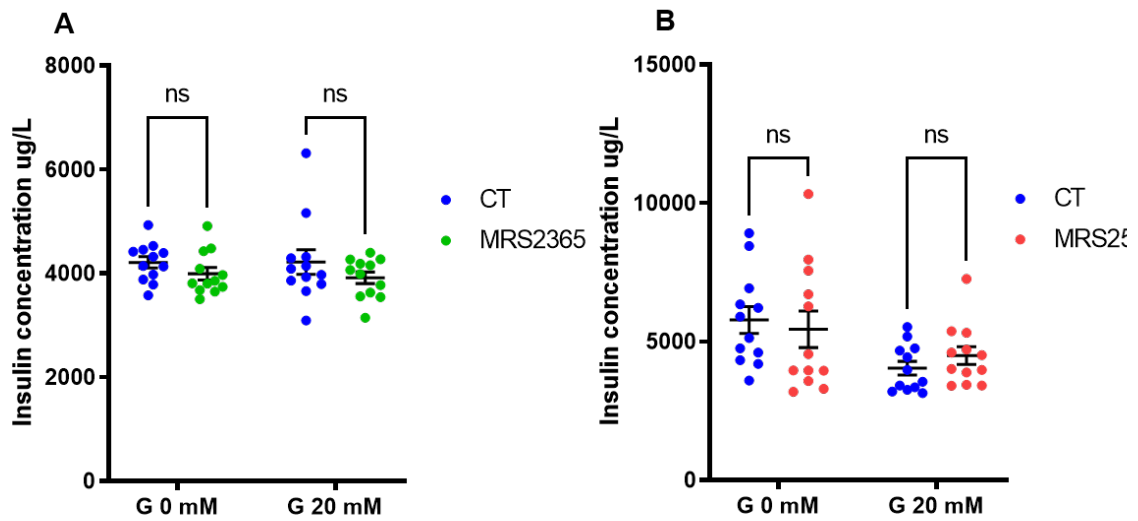 A
Insulin concentration ug/L
8000
6000
4000
2000
0
ns
ns
G 0 mM
G 20 mM
CT
MRS2365
B
Insulin concentration ug/L
15000
10000
5000
0
ns
ns
G 0 mM
G 20 mM
CT
MRS25